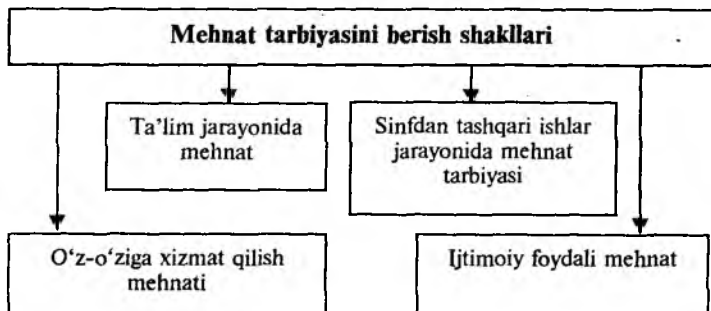 Mehnat tarbiyasini berish shakllari
Ta’lim jarayonida
mehnat
Sinfdan tashqari ishlar
jarayonida mehnat
tarbiyasi
O‘z-o‘ziga xizmat qilish
mehnati
Ijtimoiy foydali mehnat